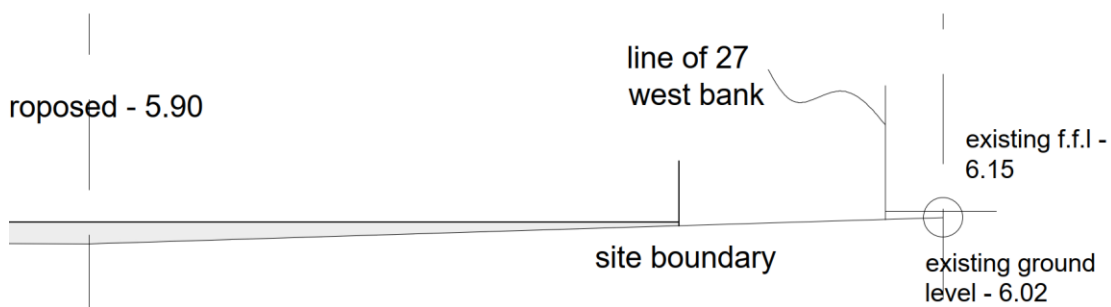 line of 27
west bank
roposed - 5.90
existing f.f.l -
6.15
site boundary
existing ground
level - 6.02